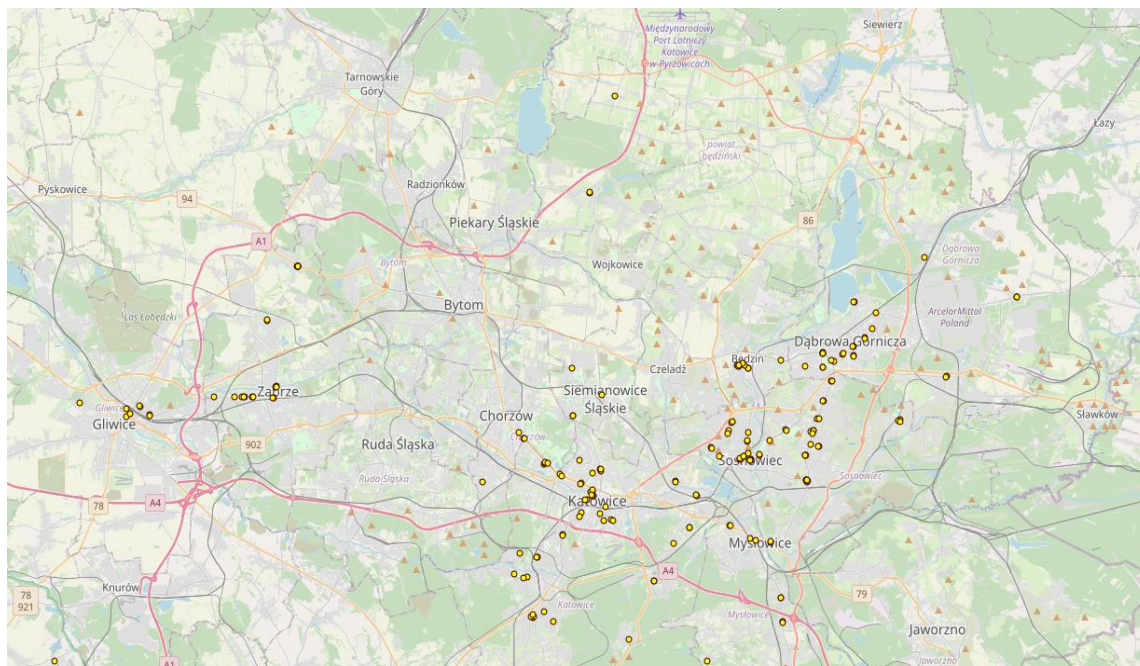 Siewierz
Międzynarodowy
Port Lotniczy
Katowice
w Pyrzowicach
Tarnowskie
Góry
Łazy
powiat
będziński
Pyskowice
Radzionków
94
Piekary Śląskie
86
A1
Dąbrowa
Górnicza
Bytom
Wojkowice
Bytom
Las Łabędzki
ArcelorMittal
Poland
Dąbrowa Górnicza
Będzin
Czeladź
Zabrze
Siemianowice
Śląskie
Gliwice
Gliwice
Chorzów
Sławków
Chorzów
902
Ruda Śląska
Sosnowiec
Ruda Śląska
Sosnowiec
A4
78
Katowice
Mysłowice
A4
Knurów
78
921
79
Katowice
Mysłowice
Jaworzno
Jaworzno
A1